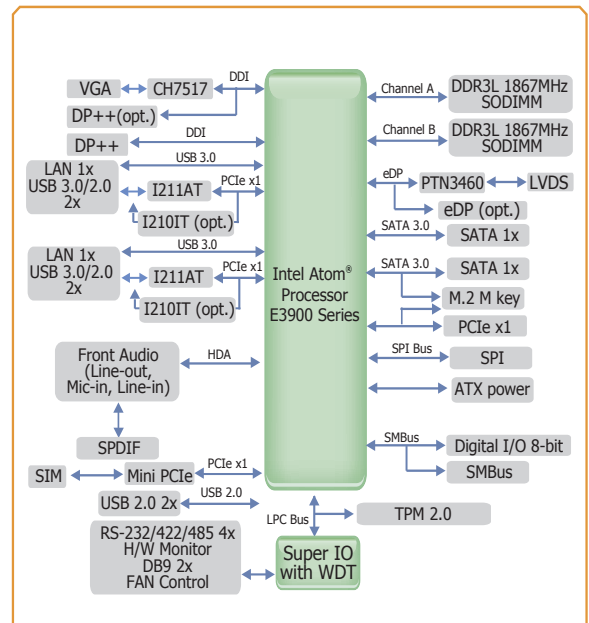 VGA
CH7517
DDI
DP++(opt.)
DP++
DDI
USB 3.0
LAN 1x
USB 3.0/2.0
2x
I211AT
PCIe x1
I210IT (opt.)
USB 3.0
LAN 1x
USB 3.0/2.0
2x
I211AT
PCIe x1
I210IT (opt.)
Front Audio
(Line-out,
Mic-in, Line-in)
HDA
SPDIF
SIM
Mini PCIe
PCIe x1
USB 2.0 2x
USB 2.0
RS-232/422/485 4x
H/W Monitor
DB9 2x
FAN Control
Intel Atom®
Processor
E3900 Series
LPC Bus
Super IO
with WDT
TPM 2.0
Channel A
DDR3L 1867MHz
SODIMM
Channel B
DDR3L 1867MHz
SODIMM
eDP
PTN3460
LVDS
eDP (opt.)
SATA 3.0
SATA 1x
SATA 3.0
SATA 1x
M.2 M key
PCIe x1
SPI Bus
SPI
ATX power
SMBus
Digital I/O 8-bit
SMBus